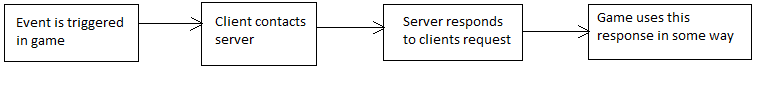 Event is triggered
in game
Client contacts
server
Server responds
to clients request
Game uses this
response in some way